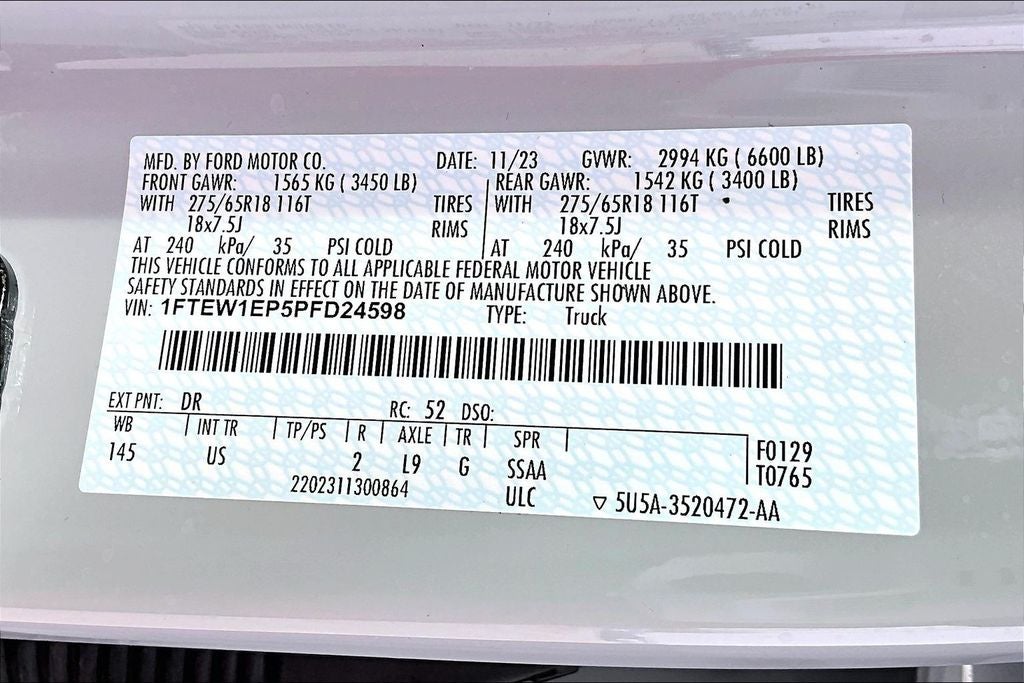 MFD. BY FORD MOTOR CO. DATE: 11/23 GVWR: 2994 KG ( 6600 LB)
FRONT GAWR: 1565 KG ( 3450 LB) REAR GAWR: 1542 KG ( 3400 LB)
WITH 275/65R18 116T TIRES WITH 275/65R18 116T TIRES
18x7.5J RIMS 18x7.5J RIMS
AT 240 kPa/ 35 PSI COLD AT 240 kPa/ 35 PSI COLD
THIS VEHICLE CONFORMS TO ALL APPLICABLE FEDERAL MOTOR VEHICLE
SAFETY STANDARDS IN EFFECT ON THE DATE OF MANUFACTURE SHOWN ABOVE.
VIN: 1FTEW1EP5PFD24598 TYPE: Truck
EXT PNT: DR RC: 52 DSO:
WB INT TR TP/PS R AXLE TR SPR F0129
145 US 2 L9 G SSAA T0765
2202311300864 ULC ▽ 5U5A-3520472-AA